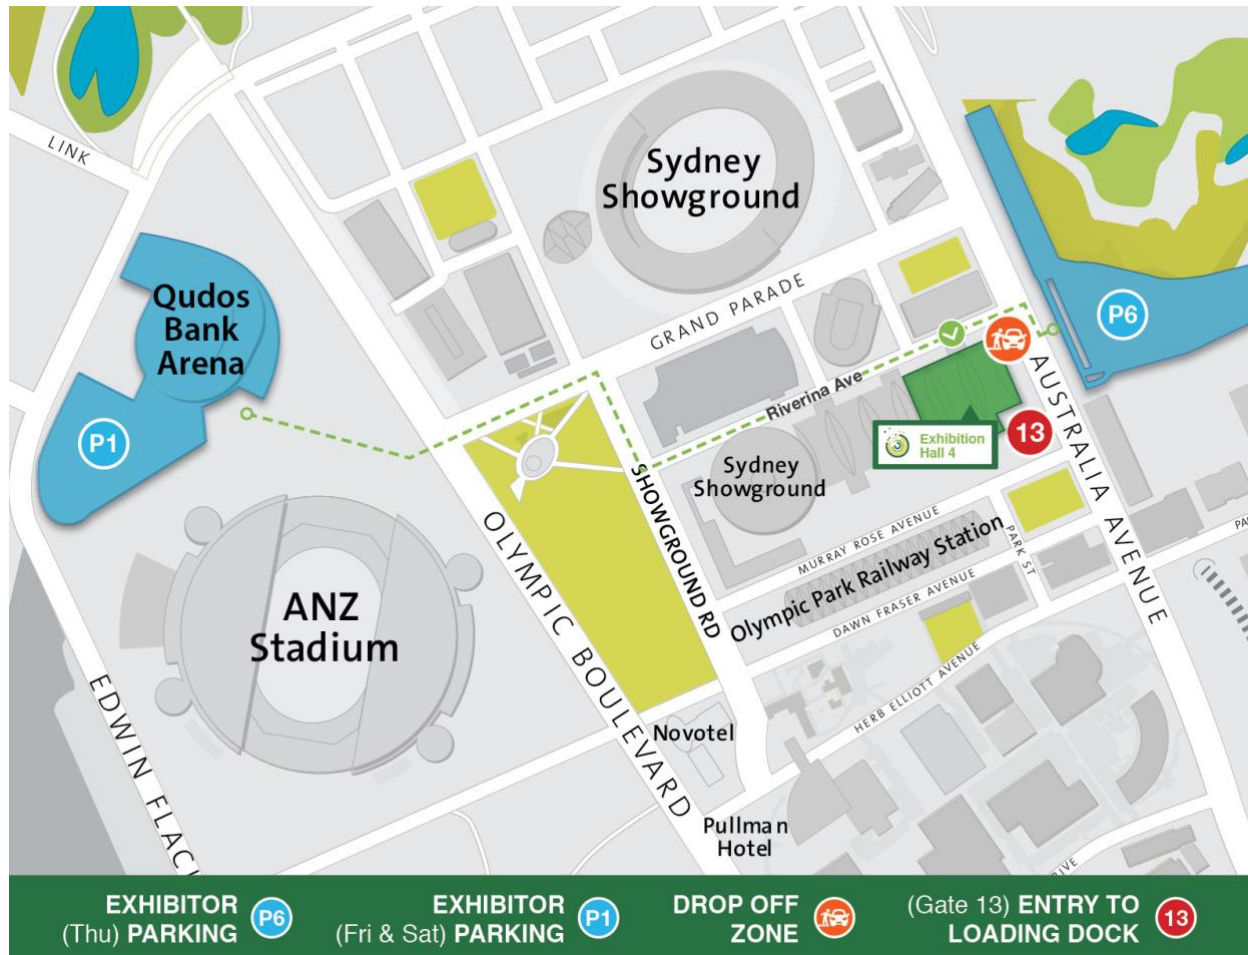 LINK
Sydney
Showground
Qudos
Bank
Arena
P1
P6
GRAND PARADE
Riverina Ave
Exhibition
Hall 4
13
AUSTRALIA AVENUE
Sydney
Showground
SHOWGROUND RD
MURRAY ROSE AVENUE
Olympic Park Railway Station
PARK ST
DAWN FRASER AVENUE
HERB ELLIOTT AVENUE
OLYMPIC BOULEVARD
ANZ
Stadium
EDWIN FLACK
Novotel
Pullman
Hotel
EXHIBITOR
(Thu) PARKING
P6
EXHIBITOR
(Fri & Sat) PARKING
P1
DROP OFF
ZONE
(Gate 13) ENTRY TO
LOADING DOCK
13